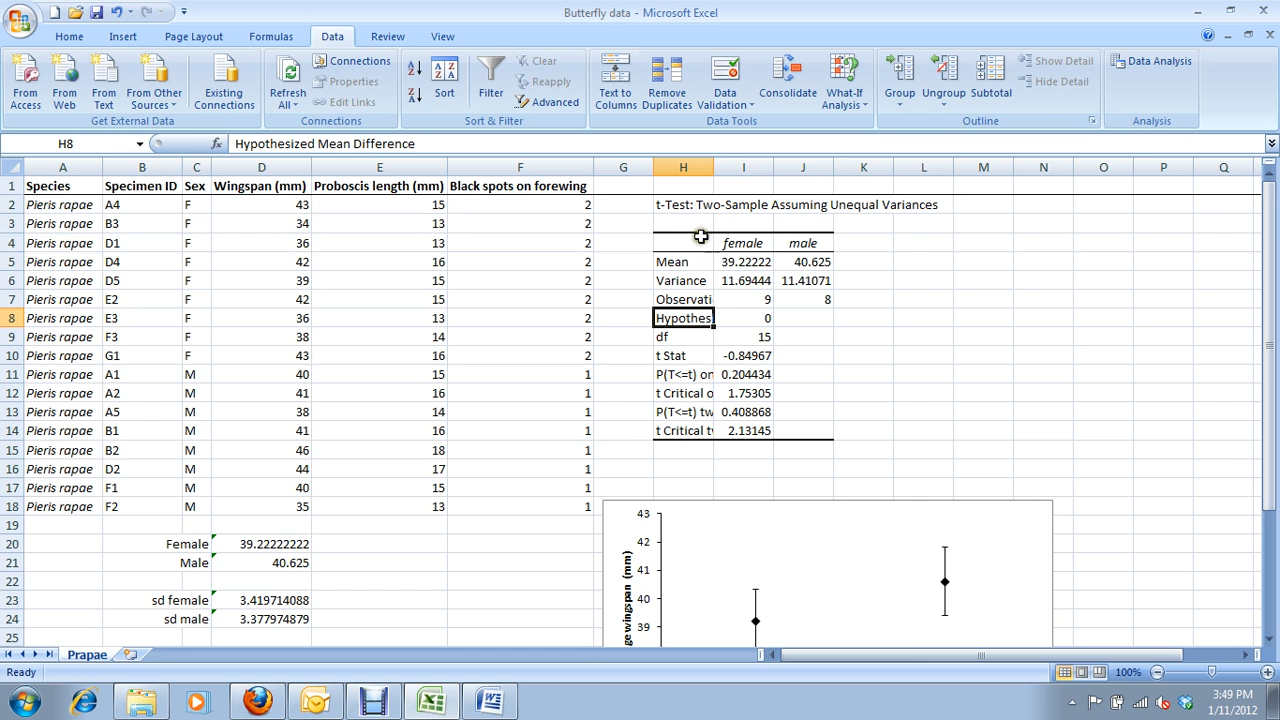 Butterfly data - Microsoft Excel
Home Insert Page Layout Formulas Data Review View
From Access
From Web
From Text
From Other Sources
Existing Connections
Get External Data
Refresh All
Connections
Properties
Edit Links
Connections
Sort
Filter
Clear
Reapply
Advanced
Sort & Filter
Text to Columns
Remove Duplicates
Data Validation
Consolidate
What-If Analysis
Data Tools
Group
Ungroup
Subtotal
Show Detail
Hide Detail
Outline
Data Analysis
Analysis
H8 fx Hypothesized Mean Difference
A B C D E F G H I J K L M N O P Q
1 Species Specimen ID Sex Wingspan (mm) Proboscis length (mm) Black spots on forewing
2 Pieris rapae A4 F 43 15 2 t-Test: Two-Sample Assuming Unequal Variances
3 Pieris rapae B3 F 34 13 2
4 Pieris rapae D1 F 36 13 2 female male
5 Pieris rapae D4 F 42 16 2 Mean 39.22222 40.625
6 Pieris rapae D5 F 39 15 2 Variance 11.69444 11.41071
7 Pieris rapae E2 F 42 15 2 Observati 9 8
8 Pieris rapae E3 F 36 13 2 Hypothes 0
9 Pieris rapae F3 F 38 14 2 df 15
10 Pieris rapae G1 F 43 16 2 t Stat -0.84967
11 Pieris rapae A1 M 40 15 1 P(T<=t) on 0.204434
12 Pieris rapae A2 M 41 16 1 t Critical o 1.75305
13 Pieris rapae A5 M 38 14 1 P(T<=t) tw 0.408868
14 Pieris rapae B1 M 41 16 1 t Critical tw 2.13145
15 Pieris rapae B2 M 46 18 1
16 Pieris rapae D2 M 44 17 1
17 Pieris rapae F1 M 40 15 1
18 Pieris rapae F2 M 35 13 1
19
20 Female 39.22222222
21 Male 40.625
22
23 sd female 3.419714088
24 sd male 3.377974879
25
43
42
41
40
39
ge wingspan (mm)
Prapae
Ready 100%
3:49 PM
1/11/2012